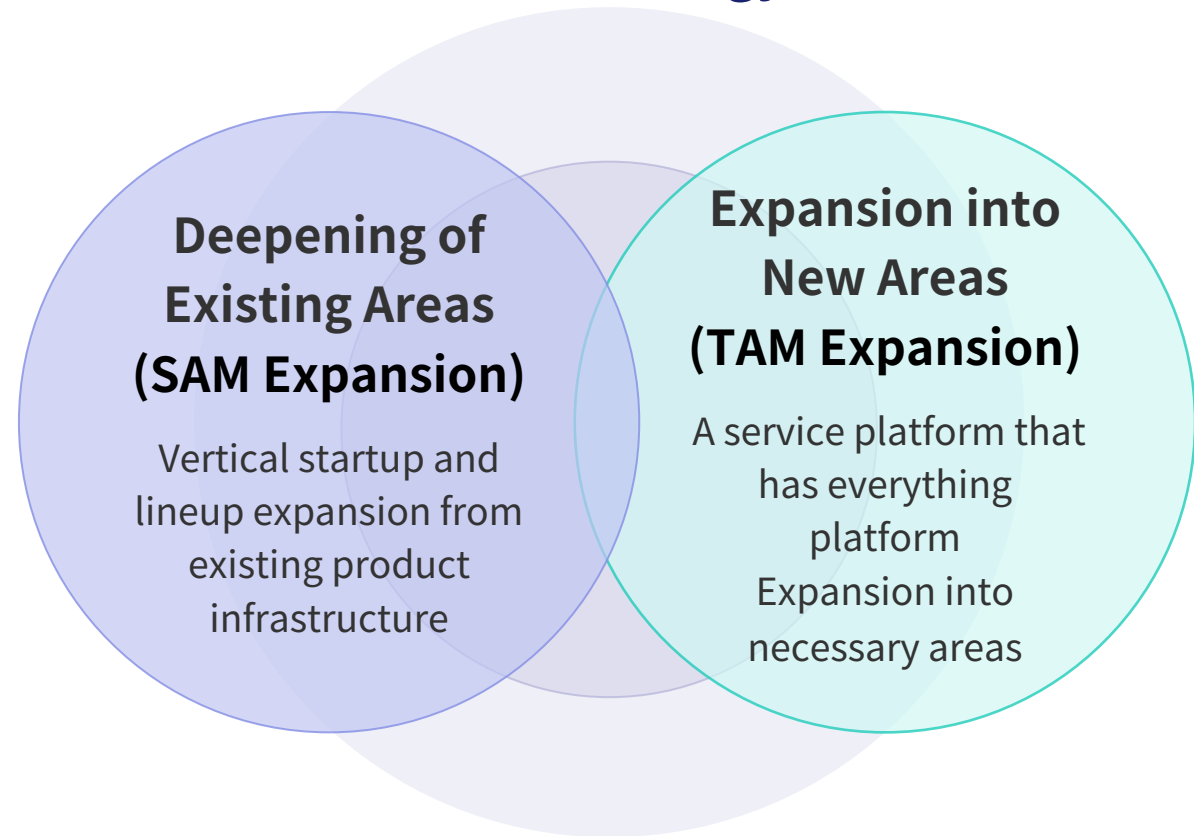 Deepening of
Existing Areas
(SAM Expansion)
Vertical startup and
lineup expansion from
existing product
infrastructure
Expansion into
New Areas
(TAM Expansion)
A service platform that
has everything
platform
Expansion into
necessary areas